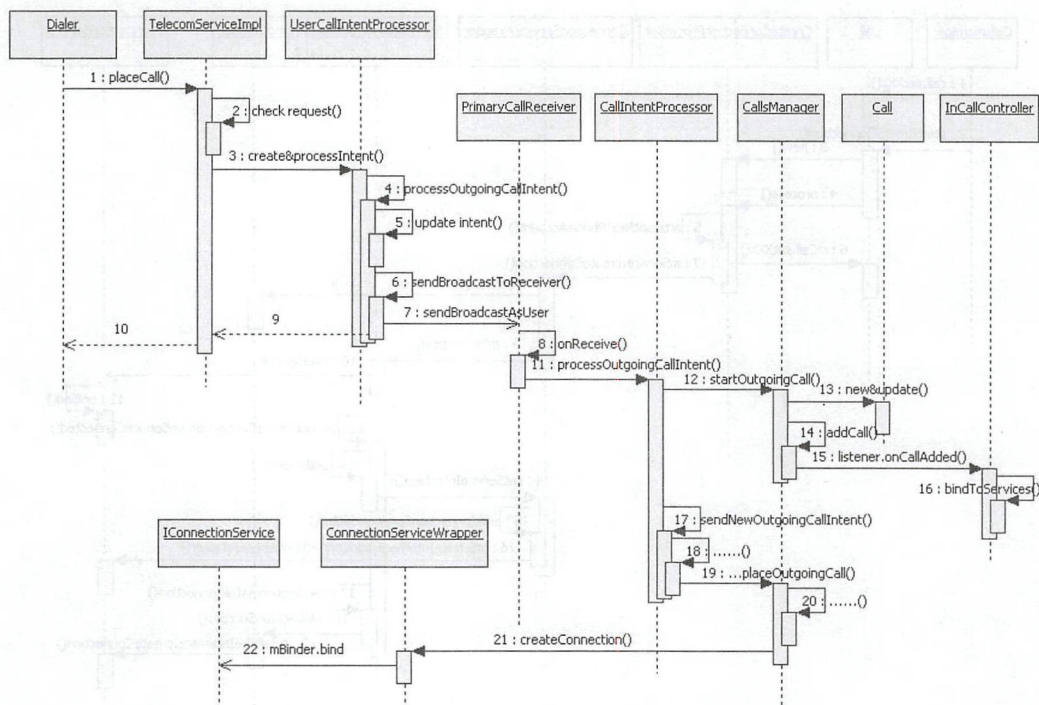 Dialer
TelecomServiceImpl
UserCallIntentProcessor
1 : placeCall()
2 : check request()
3 : create&processIntent()
PrimaryCallReceiver
CallIntentProcessor
CallsManager
Call
InCallController
4 : processOutgoingCallIntent()
5 : update intent()
6 : sendBroadcastToReceiver()
7 : sendBroadcastAsUser
9
10
8 : onReceive()
11 : processOutgoingCallIntent()
12 : startOutgoingCall()
13 : new&update()
14 : addCall()
15 : listener.onCallAdded()
16 : bindToServices()
17 : sendNewOutgoingCallIntent()
IConnectionService
ConnectionServiceWrapper
18 : ……()
19 : ...placeOutgoingCall()
20 : ……()
21 : createConnection()
22 : mBinder.bind